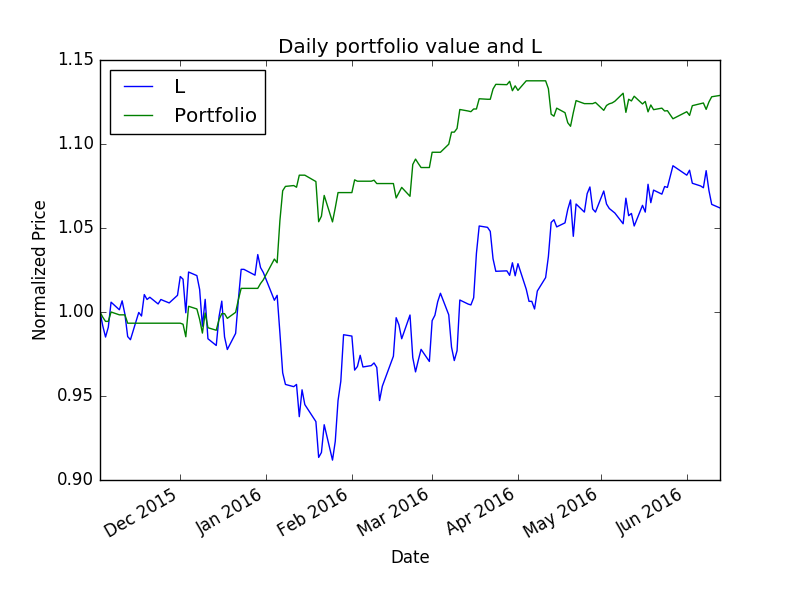 Daily portfolio value and L
L
Portfolio
1.15
1.10
1.05
1.00
0.95
0.90
Normalized Price
Dec 2015
Jan 2016
Feb 2016
Mar 2016
Apr 2016
May 2016
Jun 2016
Date